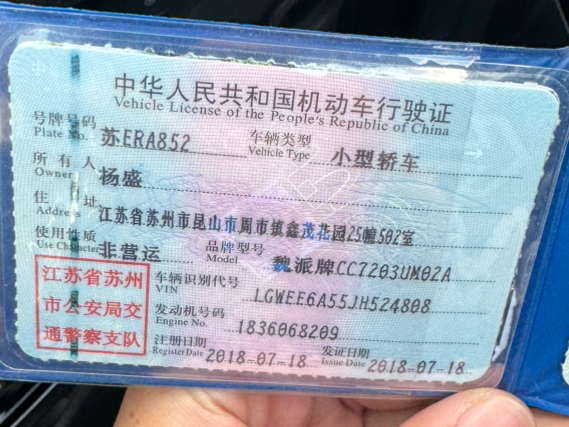 中华人民共和国机动车行驶证
Vehicle License of the People's Republic of China
号牌号码 苏ERA852 车辆类型 小型轿车
Plate No. Vehicle Type
所有人 杨盛
Owner
住址 江苏省苏州市昆山市周市镇鑫茂花园25幢502室
Address
使用性质 非营运 品牌型号 魏派牌CC7203UM02A
Use Character Model
江苏省苏州
市公安局交
通警察支队
车辆识别代号 LGWEE6A55JH524808
VIN
发动机号码 1836068209
Engine No.
注册日期 2018-07-18 发证日期 2018-07-18
Register Date Issue Date